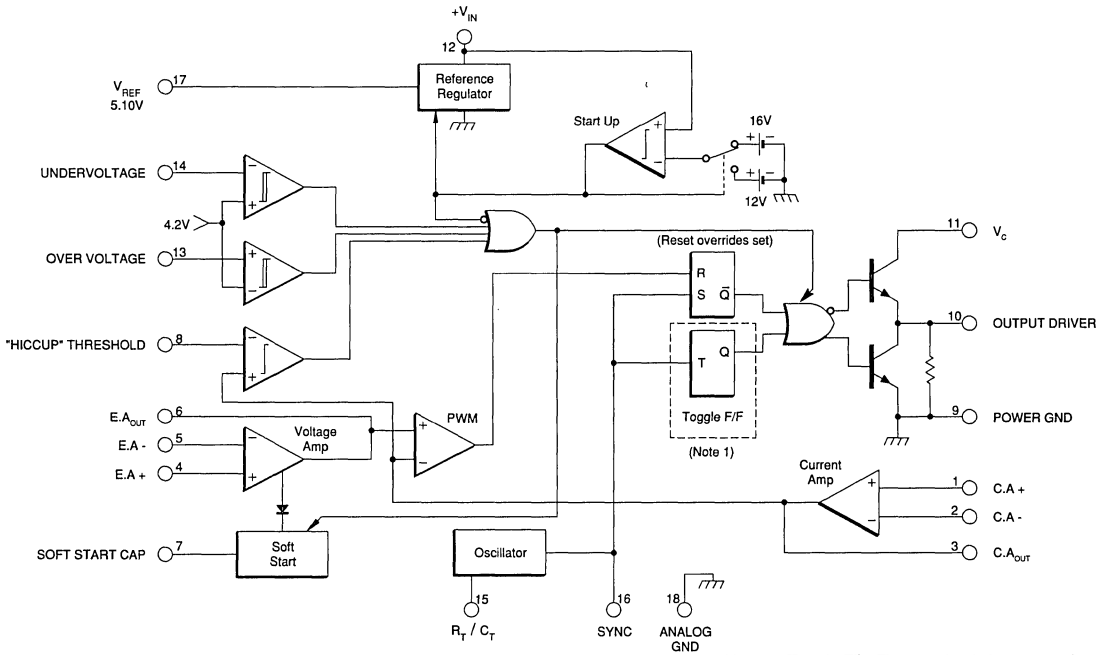 +V_IN
12
Reference
Regulator
V_REF
5.10V
17
Start Up
+
−
16V
+ −
+ −
12V
UNDERVOLTAGE
14
−
+
4.2V
OVER VOLTAGE
13
+
−
"HICCUP" THRESHOLD
8
−
+
E.A_OUT
6
E.A -
5
E.A +
4
Voltage
Amp
−
+
PWM
+
−
SOFT START CAP
7
Soft
Start
Oscillator
15
R_T / C_T
16
SYNC
18
ANALOG
GND
(Reset overrides set)
R
S Q̅
T Q
Toggle F/F
(Note 1)
11
V_C
10
OUTPUT DRIVER
9
POWER GND
Current
Amp
+
−
1
C.A +
2
C.A -
3
C.A_OUT